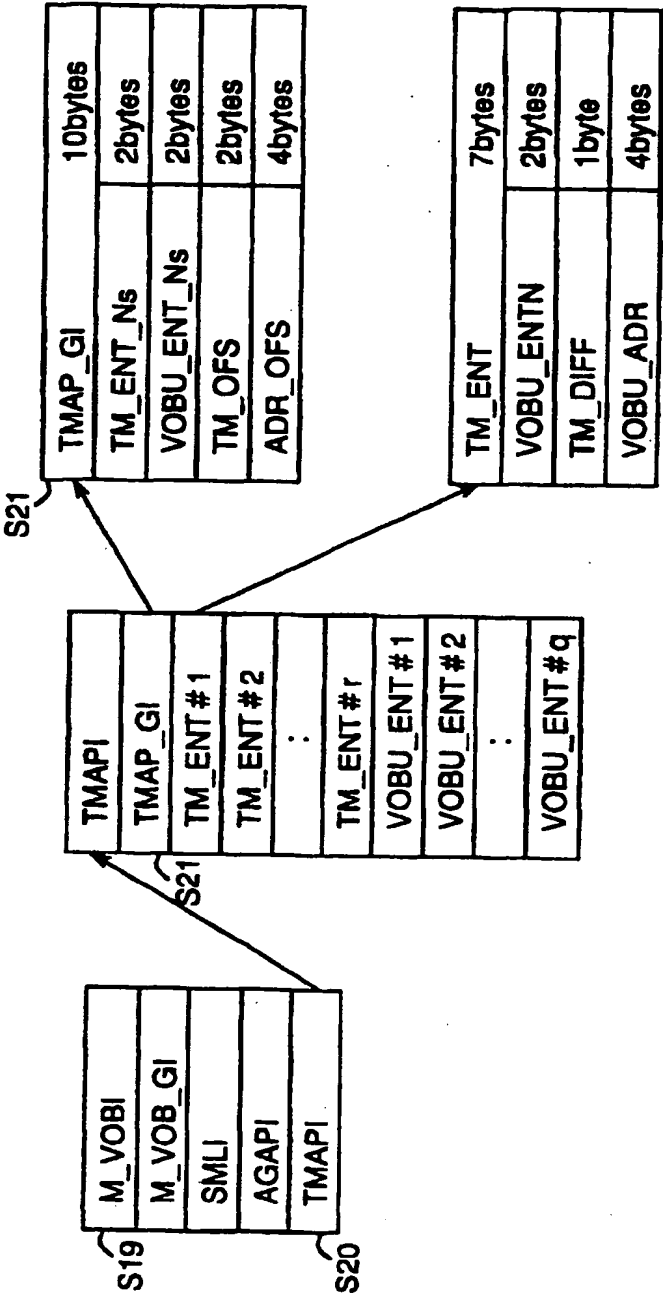 S19
M_VOBI
M_VOB_GI
SMLI
AGAPI
S20
TMAPI
TMAPI
S21
TMAP_GI
TM_ENT#1
TM_ENT#2
:
TM_ENT#r
VOBU_ENT#1
VOBU_ENT#2
:
VOBU_ENT#q
S21
TMAP_GI 10bytes
TM_ENT_Ns 2bytes
VOBU_ENT_Ns 2bytes
TM_OFS 2bytes
ADR_OFS 4bytes
TM_ENT 7bytes
VOBU_ENTN 2bytes
TM_DIFF 1byte
VOBU_ADR 4bytes